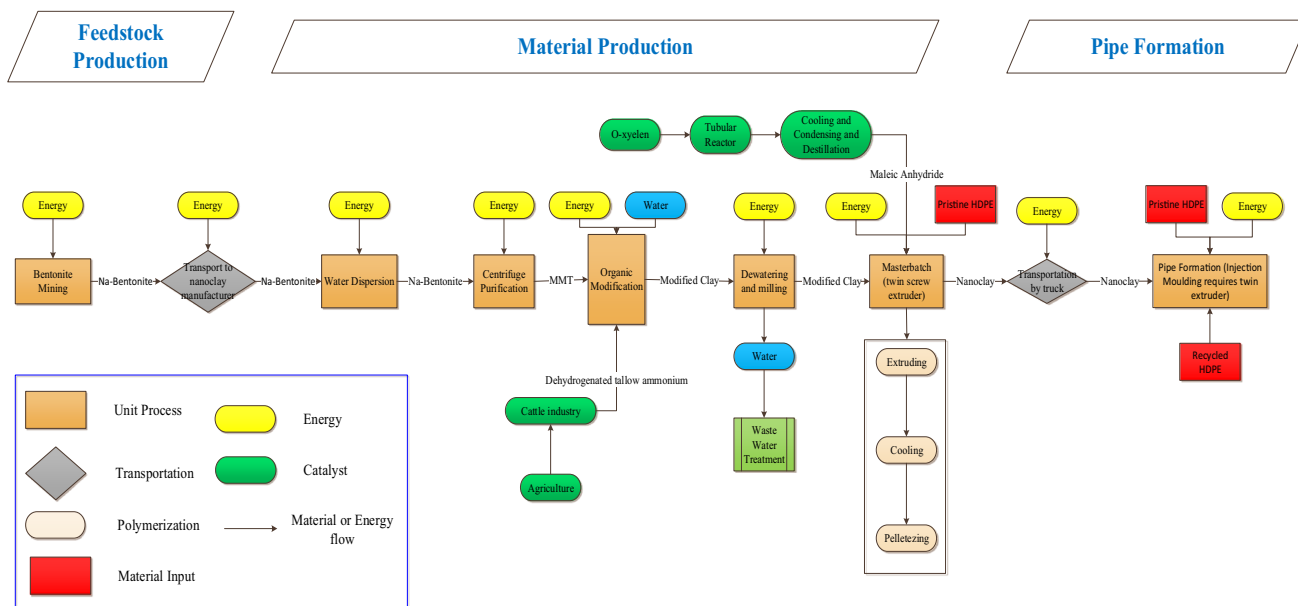 Feedstock
Production
Material Production
Pipe Formation
O-xyelen
Tubular
Reactor
Cooling and
Condensing and
Destillation
Maleic Anhydride
Energy
Energy
Energy
Energy
Energy
Water
Energy
Energy
Pristine HDPE
Energy
Pristine HDPE
Energy
Bentonite
Mining
Na-Bentonite
Transport to
nanoclay
manufacturer
Na-Bentonite
Water Dispersion
Na-Bentonite
Centrifuge
Purification
MMT
Organic
Modification
Modified Clay
Dewatering
and milling
Modified Clay
Masterbatch
(twin screw
extruder)
Nanoclay
Transportation
by truck
Nanoclay
Pipe Formation (Injection
Moulding requires twin
extruder)
Water
Extruding
Recycled
HDPE
Dehydrogenated tallow ammonium
Cattle industry
Waste
Water
Treatment
Cooling
Agriculture
Pelletezing
Unit Process
Energy
Transportation
Catalyst
Polymerization
Material or Energy
flow
Material Input